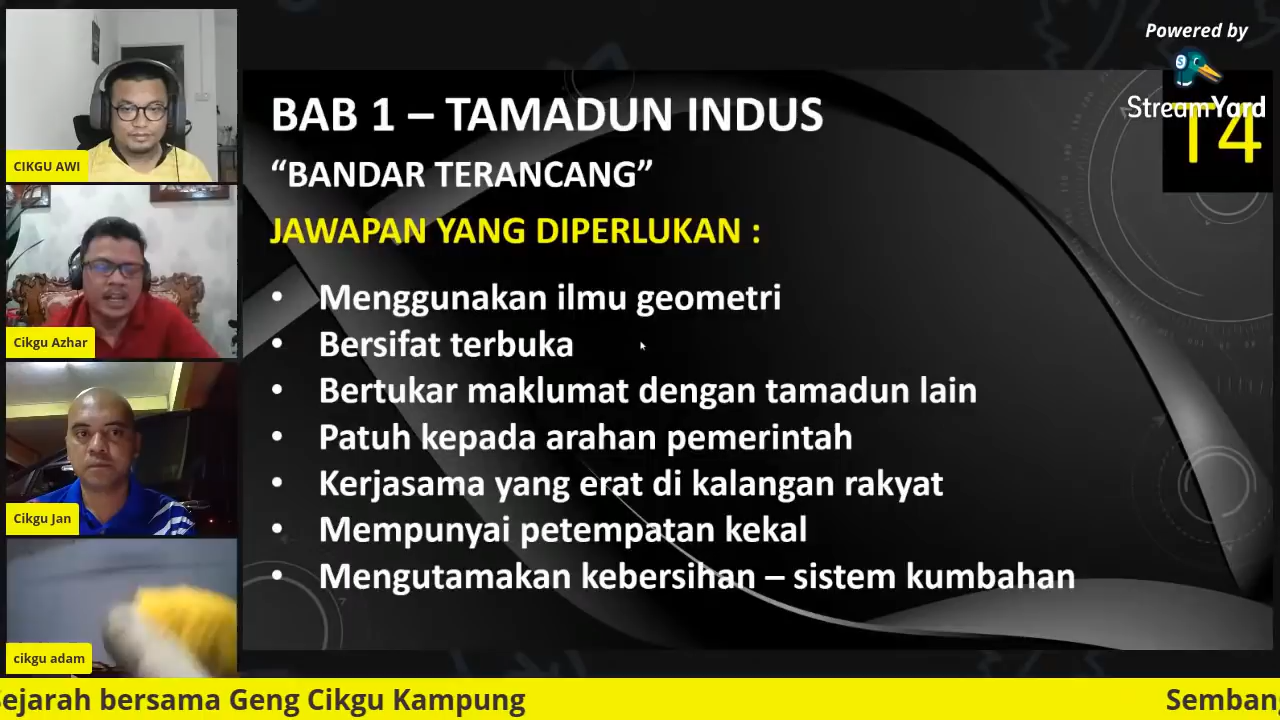 Powered by
StreamYard
T4
BAB 1 – TAMADUN INDUS
“BANDAR TERANCANG”
JAWAPAN YANG DIPERLUKAN :
• Menggunakan ilmu geometri
• Bersifat terbuka
• Bertukar maklumat dengan tamadun lain
• Patuh kepada arahan pemerintah
• Kerjasama yang erat di kalangan rakyat
• Mempunyai petempatan kekal
• Mengutamakan kebersihan – sistem kumbahan
CIKGU AWI
Cikgu Azhar
Cikgu Jan
cikgu adam
ejarah bersama Geng Cikgu Kampung
Sembang